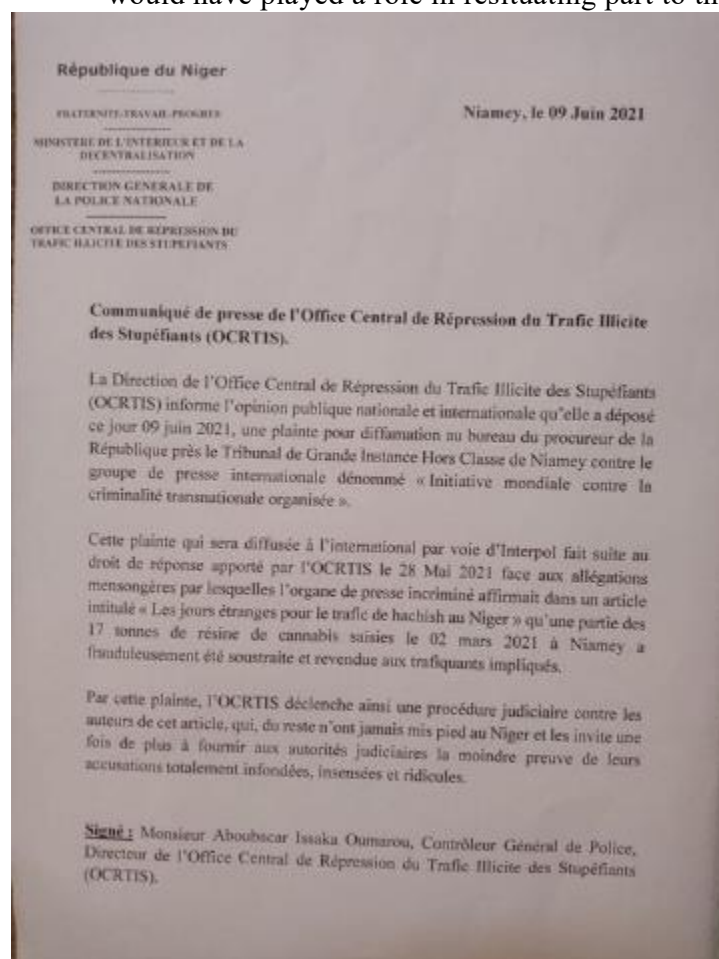 would have played a role in resituating part to th
République du Niger
FRATERNITE-TRAVAIL-PROGRES
Niamey, le 09 Juin 2021
MINISTERE DE L'INTERIEUR ET DE LA
DECENTRALISATION
DIRECTION GENERALE DE
LA POLICE NATIONALE
OFFICE CENTRAL DE REPRESSION DU
TRAFIC ILLICITE DES STUPEFIANTS
Communiqué de presse de l'Office Central de Répression du Trafic Illicite
des Stupéfiants (OCRTIS).
La Direction de l'Office Central de Répression du Trafic Illicite des Stupéfiants
(OCRTIS) informe l'opinion publique nationale et internationale qu'elle a déposé
ce jour 09 juin 2021, une plainte pour diffamation au bureau du procureur de la
République près le Tribunal de Grande Instance Hors Classe de Niamey contre le
groupe de presse internationale dénommé « Initiative mondiale contre la
criminalité transnationale organisée ».
Cette plainte qui sera diffusée à l'international par voie d'Interpol fait suite au
droit de réponse apporté par l'OCRTIS le 28 Mai 2021 face aux allégations
mensongères par lesquelles l'organe de presse incriminé affirmait dans un article
intitulé « Les jours étranges pour le trafic de hachish au Niger » qu'une partie des
17 tonnes de résine de cannabis saisies le 02 mars 2021 à Niamey a
frauduleusement été soustraite et revendue aux trafiquants impliqués.
Par cette plainte, l'OCRTIS déclenche ainsi une procédure judiciaire contre les
auteurs de cet article, qui, du reste n'ont jamais mis pied au Niger et les invite une
fois de plus à fournir aux autorités judiciaires la moindre preuve de leurs
accusations totalement infondées, insensées et ridicules.
Signé : Monsieur Aboubacar Issaka Oumarou, Contrôleur Général de Police,
Directeur de l'Office Central de Répression du Trafic Illicite des Stupéfiants
(OCRTIS).